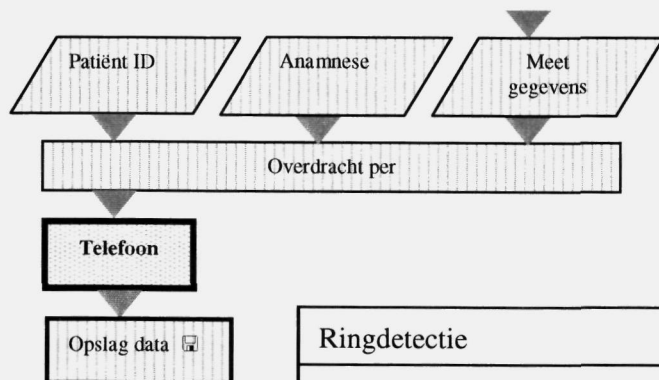 Patiënt ID
Anamnese
Meet
gegevens
Overdracht per
Telefoon
Opslag data
Ringdetectie